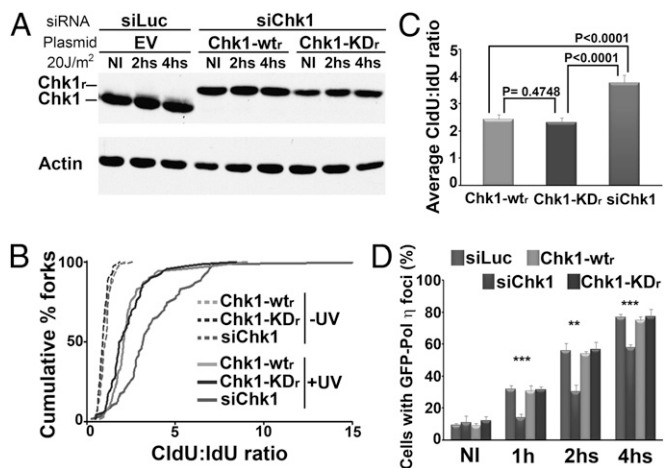 A
siRNA siLuc siChk1
Plasmid EV Chk1-wtr Chk1-KDr
20J/m² NI 2hs 4hs NI 2hs 4hs NI 2hs 4hs
Chk1r
Chk1
Actin
B
Cumulative % forks
100
50
0
0 5 10 15
CldU:IdU ratio
Chk1-wtr
Chk1-KDr
siChk1
-UV
Chk1-wtr
Chk1-KDr
siChk1
+UV
C
Average CldU:IdU ratio
5
4
3
2
1
0
P<0.0001
P<0.0001
P= 0.4748
Chk1-wtr Chk1-KDr siChk1
D
Cells with GFP-Pol η foci (%)
siLuc Chk1-wtr
siChk1 Chk1-KDr
100
80
60
40
20
0
*** ** ***
NI 1h 2hs 4hs